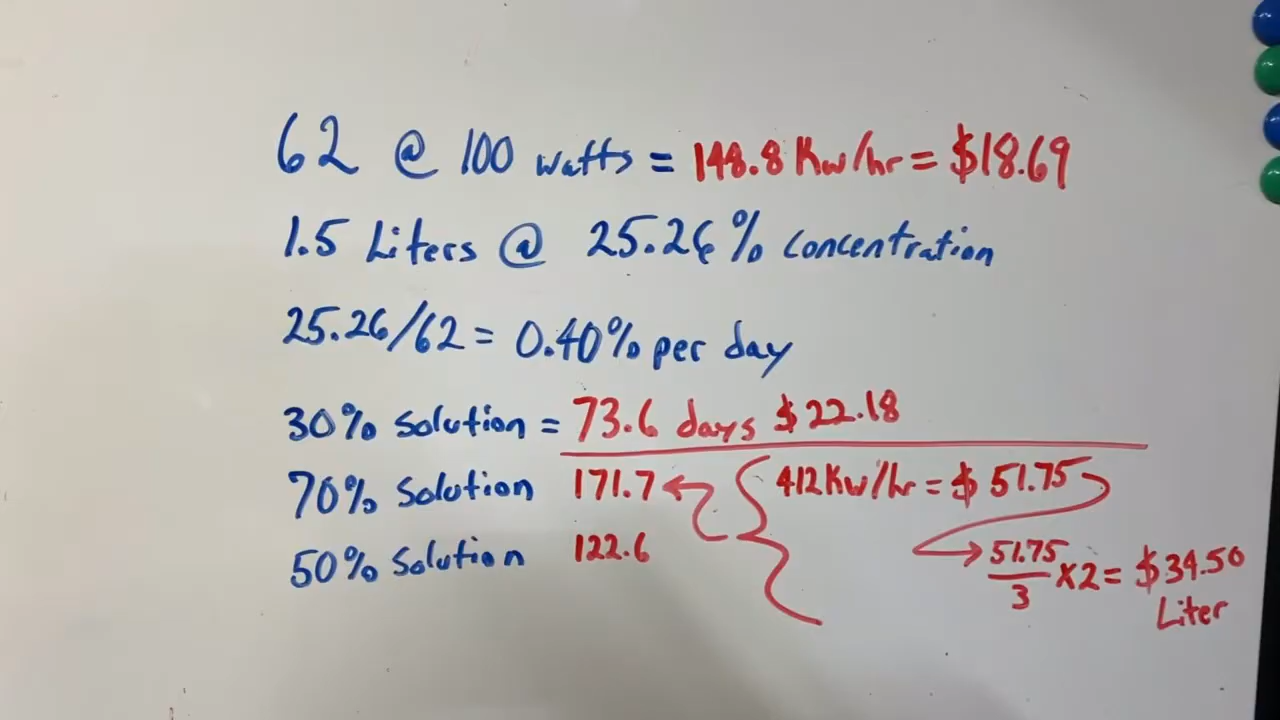 62 @ 100 watts = 148.8 Kw/hr = $18.69
1.5 Liters @ 25.26% concentration
25.26/62 = 0.40% per day
30% Solution = 73.6 days $22.18
70% Solution 171.7 412Kw/hr = $51.75
50% Solution 122.6
51.75/3 x2 = $34.50
Liter